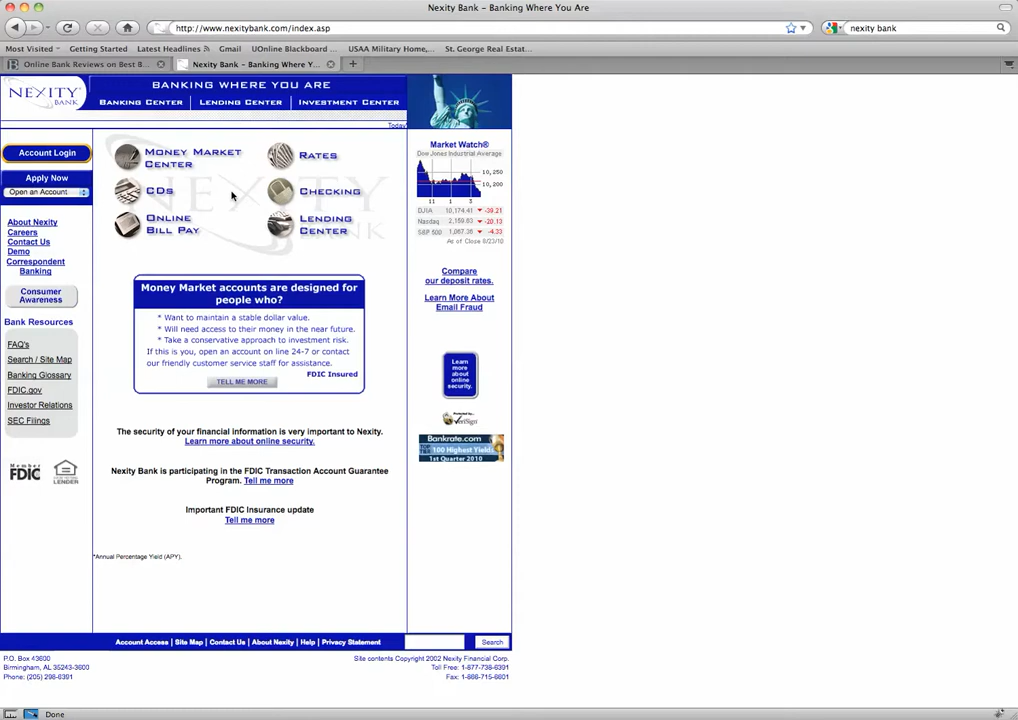 Nexity Bank – Banking Where You Are
http://www.nexitybank.com/index.asp
nexity bank
Most Visited
Getting Started
Latest Headlines
Gmail
UOnline Blackboard ...
USAA Military Home,...
St. George Real Estat...
Online Bank Reviews on Best B...
Nexity Bank – Banking Where Y...
NEXITY BANK
BANKING WHERE YOU ARE
BANKING CENTER
LENDING CENTER
INVESTMENT CENTER
Today
Account Login
Apply Now
Open an Account
About Nexity
Careers
Contact Us
Demo
Correspondent
Banking
Consumer
Awareness
Bank Resources
FAQ's
Search / Site Map
Banking Glossary
FDIC.gov
Investor Relations
SEC Filings
Member
FDIC
LENDER
MONEY MARKET
CENTER
RATES
CDs
CHECKING
ONLINE
BILL PAY
LENDING
CENTER
NEXITY
BANK
Money Market accounts are designed for
people who?
* Want to maintain a stable dollar value.
* Will need access to their money in the near future.
* Take a conservative approach to investment risk.
If this is you, open an account on line 24-7 or contact
our friendly customer service staff for assistance.
FDIC Insured
TELL ME MORE
The security of your financial information is very important to Nexity.
Learn more about online security.
Nexity Bank is participating in the FDIC Transaction Account Guarantee
Program. Tell me more
Important FDIC Insurance update
Tell me more
*Annual Percentage Yield (APY).
Market Watch®
Dow Jones Industrial Average
10,250
10,200
11 1 3
DJIA 10,174.41 -39.21
Nasdaq 2,159.63 -20.13
S&P 500 1,067.36 -4.33
As of Close 8/23/10
Compare
our deposit rates.
Learn More About
Email Fraud
Learn
more
about
online
security.
VeriSign
Bankrate.com
100 Highest Yields
1st Quarter 2010
Account Access | Site Map | Contact Us | About Nexity | Help | Privacy Statement
Search
P.O. Box 43600
Birmingham, AL 35243-3600
Phone: (205) 298-6391
Site contents Copyright 2002 Nexity Financial Corp.
Toll Free: 1-877-738-6391
Fax: 1-866-715-6601
Done